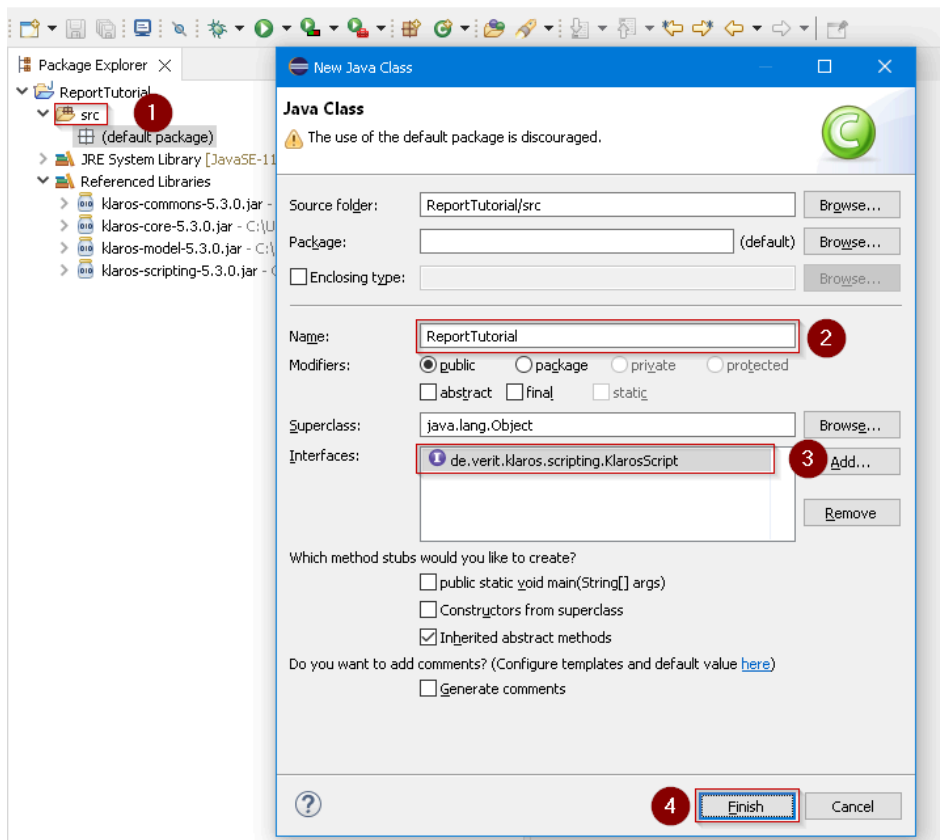 Package Explorer
ReportTutorial
src
1
(default package)
JRE System Library [JavaSE-11
Referenced Libraries
klaros-commons-5.3.0.jar -
klaros-core-5.3.0.jar - C:\U
klaros-model-5.3.0.jar - C:\
klaros-scripting-5.3.0.jar - C
New Java Class
Java Class
The use of the default package is discouraged.
Source folder: ReportTutorial/src Browse...
Package: (default) Browse...
Enclosing type: Browse...
Name: ReportTutorial 2
Modifiers: public package private protected
abstract final static
Superclass: java.lang.Object Browse...
Interfaces: de.verit.klaros.scripting.KlarosScript 3 Add...
Remove
Which method stubs would you like to create?
public static void main(String[] args)
Constructors from superclass
Inherited abstract methods
Do you want to add comments? (Configure templates and default value here)
Generate comments
? 4 Finish Cancel